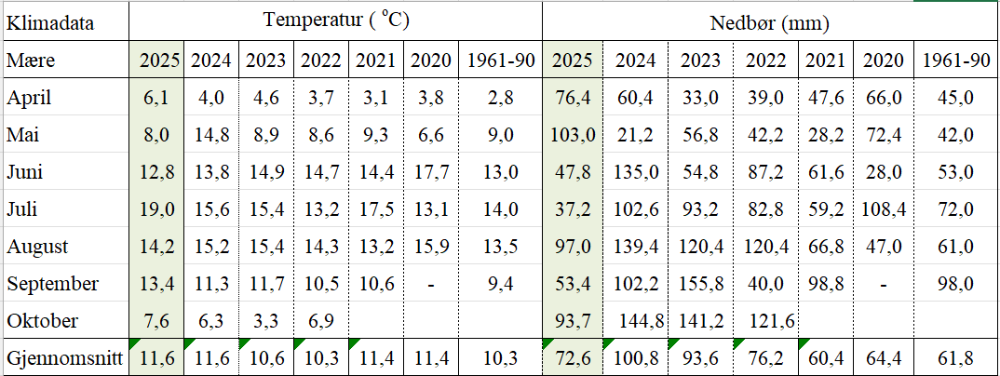 Klimadata Temperatur ( °C) Nedbør (mm)
Mære 2025 2024 2023 2022 2021 2020 1961-90 2025 2024 2023 2022 2021 2020 1961-90
April 6,1 4,0 4,6 3,7 3,1 3,8 2,8 76,4 60,4 33,0 39,0 47,6 66,0 45,0
Mai 8,0 14,8 8,9 8,6 9,3 6,6 9,0 103,0 21,2 56,8 42,2 28,2 72,4 42,0
Juni 12,8 13,8 14,9 14,7 14,4 17,7 13,0 47,8 135,0 54,8 87,2 61,6 28,0 53,0
Juli 19,0 15,6 15,4 13,2 17,5 13,1 14,0 37,2 102,6 93,2 82,8 59,2 108,4 72,0
August 14,2 15,2 15,4 14,3 13,2 15,9 13,5 97,0 139,4 120,4 120,4 66,8 47,0 61,0
September 13,4 11,3 11,7 10,5 10,6 - 9,4 53,4 102,2 155,8 40,0 98,8 - 98,0
Oktober 7,6 6,3 3,3 6,9 93,7 144,8 141,2 121,6
Gjennomsnitt 11,6 11,6 10,6 10,3 11,4 11,4 10,3 72,6 100,8 93,6 76,2 60,4 64,4 61,8